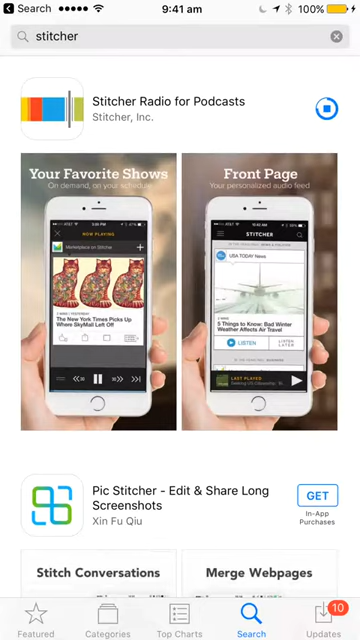 Search
9:41 am
100%
stitcher
Stitcher Radio for Podcasts
Stitcher, Inc.
Your Favorite Shows
On demand, on your schedule
NOW PLAYING
Marketplace on Stitcher
The New York Times Picks Up
Where SkyMall Left Off
Front Page
Your personalized audio feed
STITCHER
USA TODAY News
5 Things to Know: Bad Winter
Weather Affects Air Travel
LISTEN
LISTEN
LATER
LAST PLAYED
Pic Stitcher - Edit & Share Long
Screenshots
Xin Fu Qiu
GET
In-App
Purchases
Stitch Conversations
Merge Webpages
Featured
Categories
Top Charts
Search
Updates
10